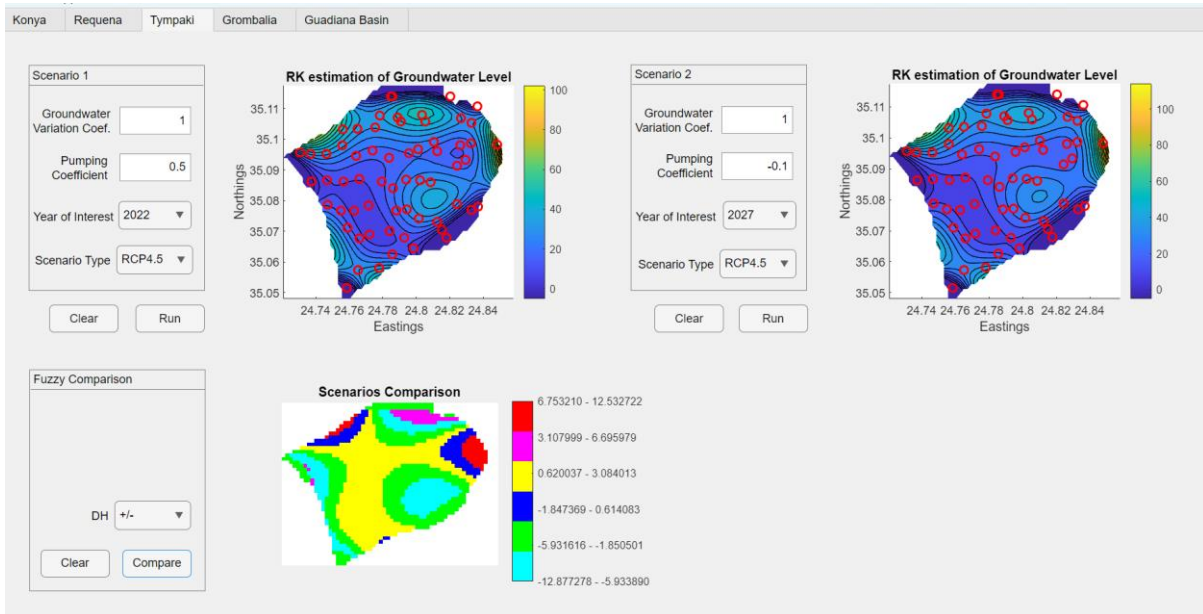 Konya Requena Tympaki Grombalia Guadiana Basin
Scenario 1
Groundwater
Variation Coef.
1
Pumping
Coefficient
0.5
Year of Interest 2022
Scenario Type RCP4.5
Clear Run
RK estimation of Groundwater Level
Northings
35.11
35.1
35.09
35.08
35.07
35.06
35.05
24.74 24.76 24.78 24.8 24.82 24.84
Eastings
100
80
60
40
20
0
Scenario 2
Groundwater
Variation Coef.
1
Pumping
Coefficient
-0.1
Year of Interest 2027
Scenario Type RCP4.5
Clear Run
RK estimation of Groundwater Level
Northings
35.11
35.1
35.09
35.08
35.07
35.06
35.05
24.74 24.76 24.78 24.8 24.82 24.84
Eastings
100
80
60
40
20
0
Fuzzy Comparison
DH +/-
Clear Compare
Scenarios Comparison
6.753210 - 12.532722
3.107999 - 6.695979
0.620037 - 3.084013
-1.847369 - 0.614083
-5.931616 - -1.850501
-12.877278 - -5.933890